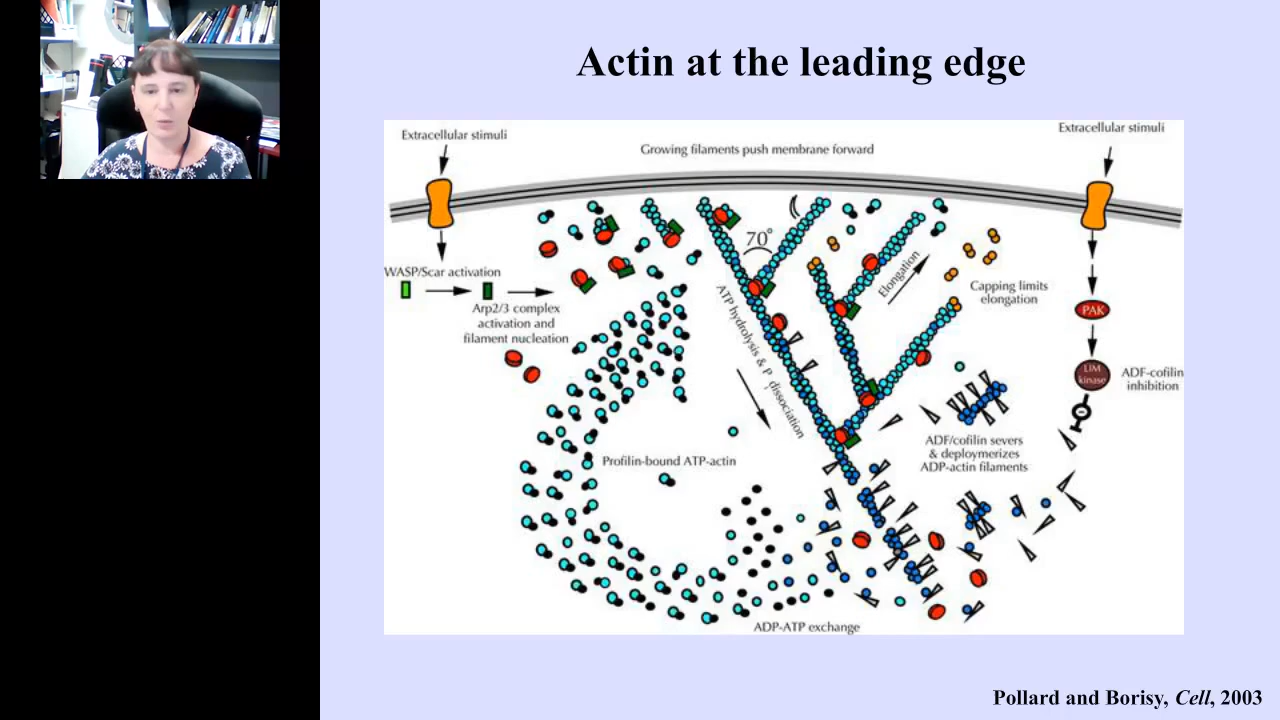 Actin at the leading edge
Extracellular stimuli
Extracellular stimuli
Growing filaments push membrane forward
70°
WASP/Scar activation
Arp2/3 complex
activation and
filament nucleation
Elongation
Capping limits
elongation
PAK
LIM
kinase
ADF-cofilin
inhibition
ATP hydrolysis & Pi dissociation
ADF/cofilin severs
& deploymerizes
ADP-actin filaments
Profilin-bound ATP-actin
ADP-ATP exchange
Pollard and Borisy, Cell, 2003